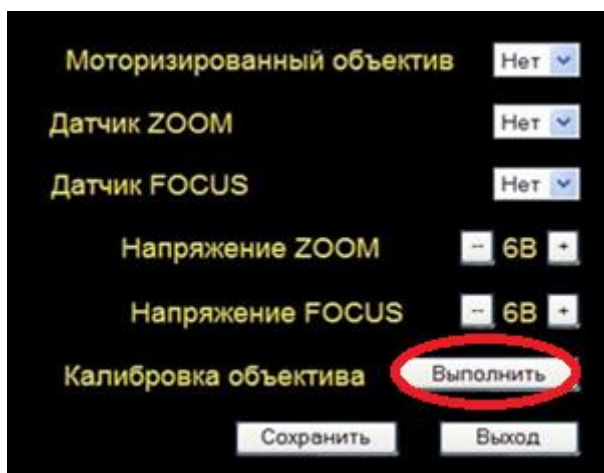 Моторизированный объектив Нет
Датчик ZOOM Нет
Датчик FOCUS Нет
Напряжение ZOOM -- 6В +
Напряжение FOCUS -- 6В +
Калибровка объектива Выполнить
Сохранить Выход